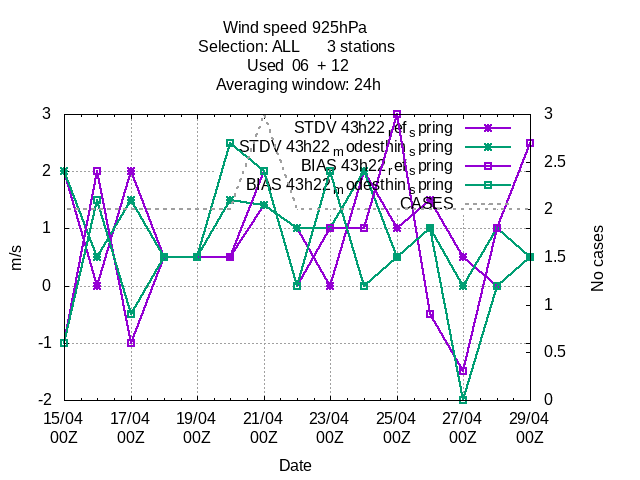 Wind speed 925hPa
Selection: ALL 3 stations
Used 06 + 12
Averaging window: 24h
STDV 43h22_ref_spring
STDV 43h22_modesthin_spring
BIAS 43h22_ref_spring
BIAS 43h22_modesthin_spring
CASES
3
2
1
0
-1
-2
m/s
3
2.5
2
1.5
1
0.5
0
No cases
15/04 17/04 19/04 21/04 23/04 25/04 27/04 29/04
00Z 00Z 00Z 00Z 00Z 00Z 00Z 00Z
Date